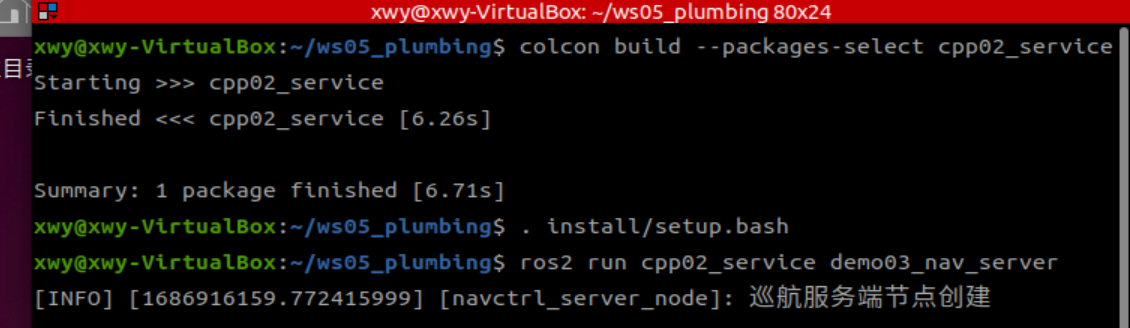 xwy@xwy-VirtualBox: ~/ws05_plumbing 80x24
xwy@xwy-VirtualBox:~/ws05_plumbing$ colcon build --packages-select cpp02_service
主目录
Starting >>> cpp02_service
Finished <<< cpp02_service [6.26s]
Summary: 1 package finished [6.71s]
xwy@xwy-VirtualBox:~/ws05_plumbing$ . install/setup.bash
xwy@xwy-VirtualBox:~/ws05_plumbing$ ros2 run cpp02_service demo03_nav_server
[INFO] [1686916159.772415999] [navctrl_server_node]: 巡航服务端节点创建